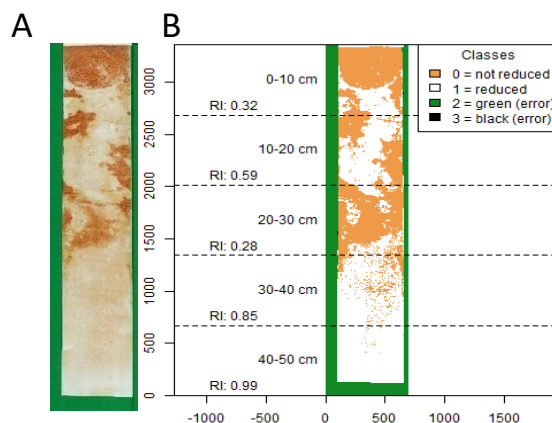 A
B
Classes
0 = not reduced
1 = reduced
2 = green (error)
3 = black (error)
0-10 cm
RI: 0.32
10-20 cm
RI: 0.59
20-30 cm
RI: 0.28
30-40 cm
RI: 0.85
40-50 cm
RI: 0.99
3000
2500
2000
1500
1000
500
0
-1000
-500
0
500
1000
1500